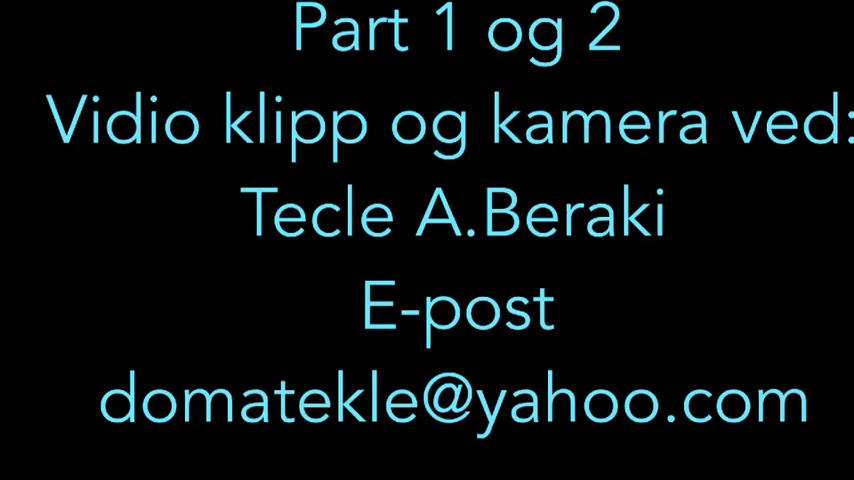 Part 1 og 2
Vidio klipp og kamera ved:
Tecle A.Beraki
E-post
domatekle@yahoo.com